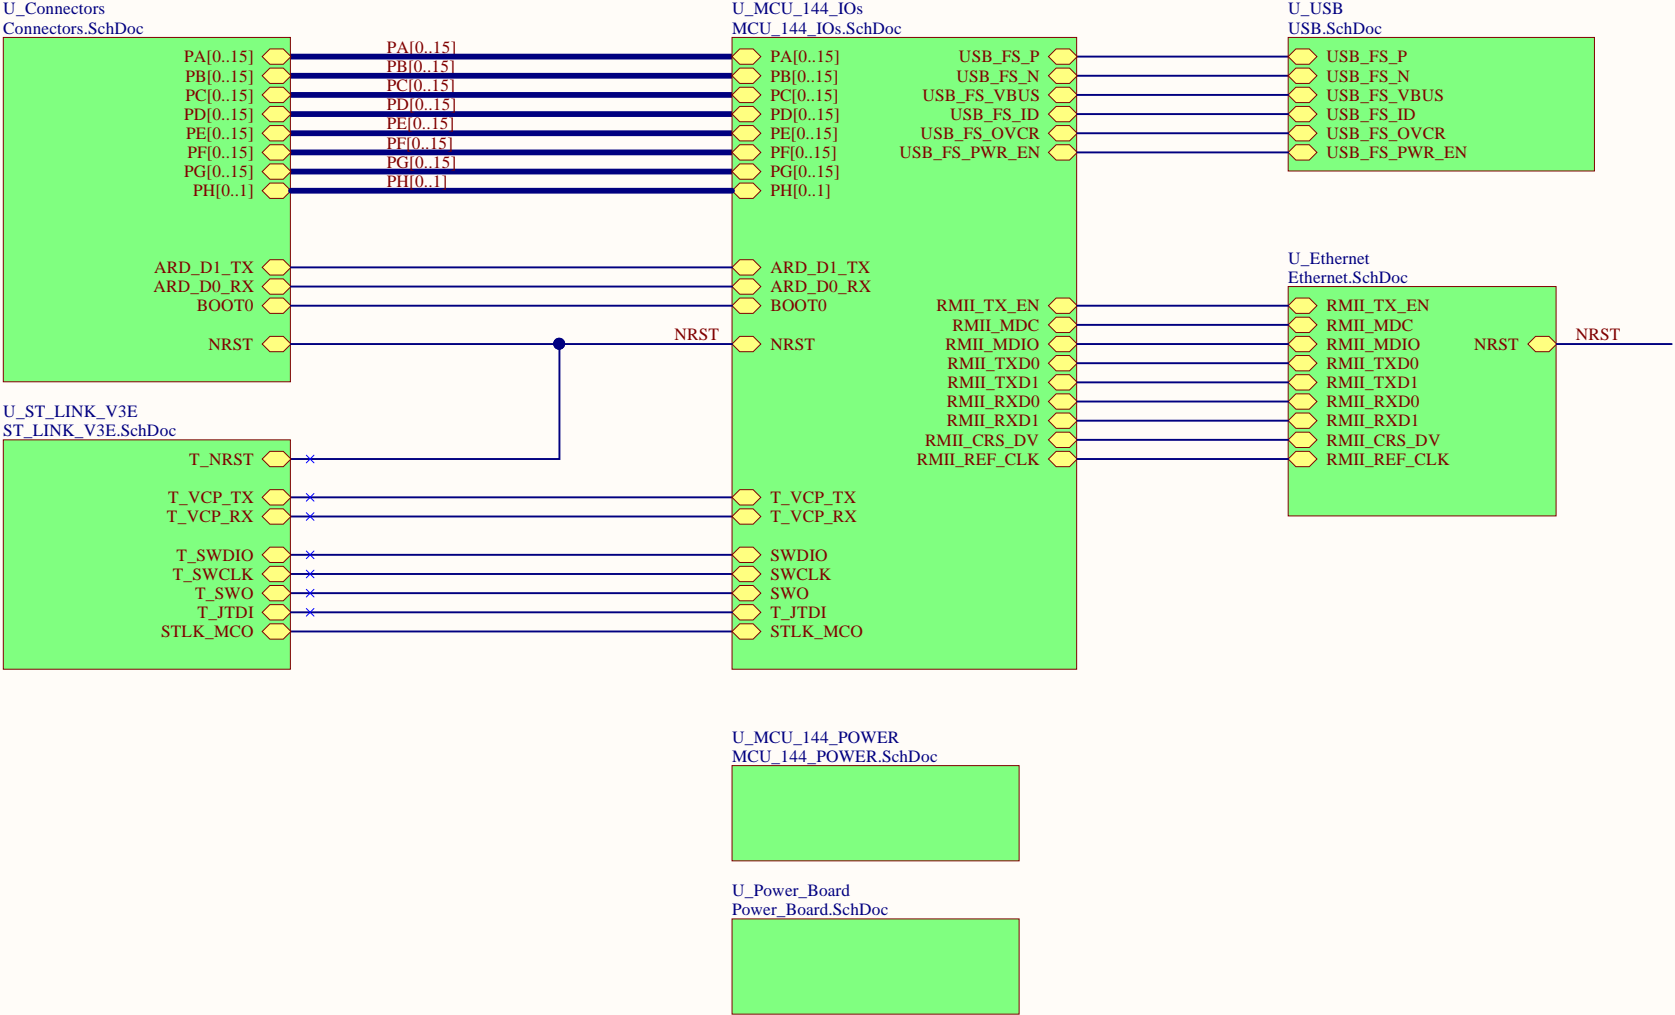 U_Connectors
Connectors.SchDoc
PA[0..15]
PB[0..15]
PC[0..15]
PD[0..15]
PE[0..15]
PF[0..15]
PG[0..15]
PH[0..1]
ARD_D1_TX
ARD_D0_RX
BOOT0
NRST
PA[0..15]
PB[0..15]
PC[0..15]
PD[0..15]
PE[0..15]
PF[0..15]
PG[0..15]
PH[0..1]
NRST
U_ST_LINK_V3E
ST_LINK_V3E.SchDoc
T_NRST
T_VCP_TX
T_VCP_RX
T_SWDIO
T_SWCLK
T_SWO
T_JTDI
STLK_MCO
U_MCU_144_IOs
MCU_144_IOs.SchDoc
PA[0..15]
PB[0..15]
PC[0..15]
PD[0..15]
PE[0..15]
PF[0..15]
PG[0..15]
PH[0..1]
ARD_D1_TX
ARD_D0_RX
BOOT0
NRST
T_VCP_TX
T_VCP_RX
SWDIO
SWCLK
SWO
T_JTDI
STLK_MCO
USB_FS_P
USB_FS_N
USB_FS_VBUS
USB_FS_ID
USB_FS_OVCR
USB_FS_PWR_EN
RMII_TX_EN
RMII_MDC
RMII_MDIO
RMII_TXD0
RMII_TXD1
RMII_RXD0
RMII_RXD1
RMII_CRS_DV
RMII_REF_CLK
U_USB
USB.SchDoc
USB_FS_P
USB_FS_N
USB_FS_VBUS
USB_FS_ID
USB_FS_OVCR
USB_FS_PWR_EN
U_Ethernet
Ethernet.SchDoc
RMII_TX_EN
RMII_MDC
RMII_MDIO
RMII_TXD0
RMII_TXD1
RMII_RXD0
RMII_RXD1
RMII_CRS_DV
RMII_REF_CLK
NRST
NRST
U_MCU_144_POWER
MCU_144_POWER.SchDoc
U_Power_Board
Power_Board.SchDoc